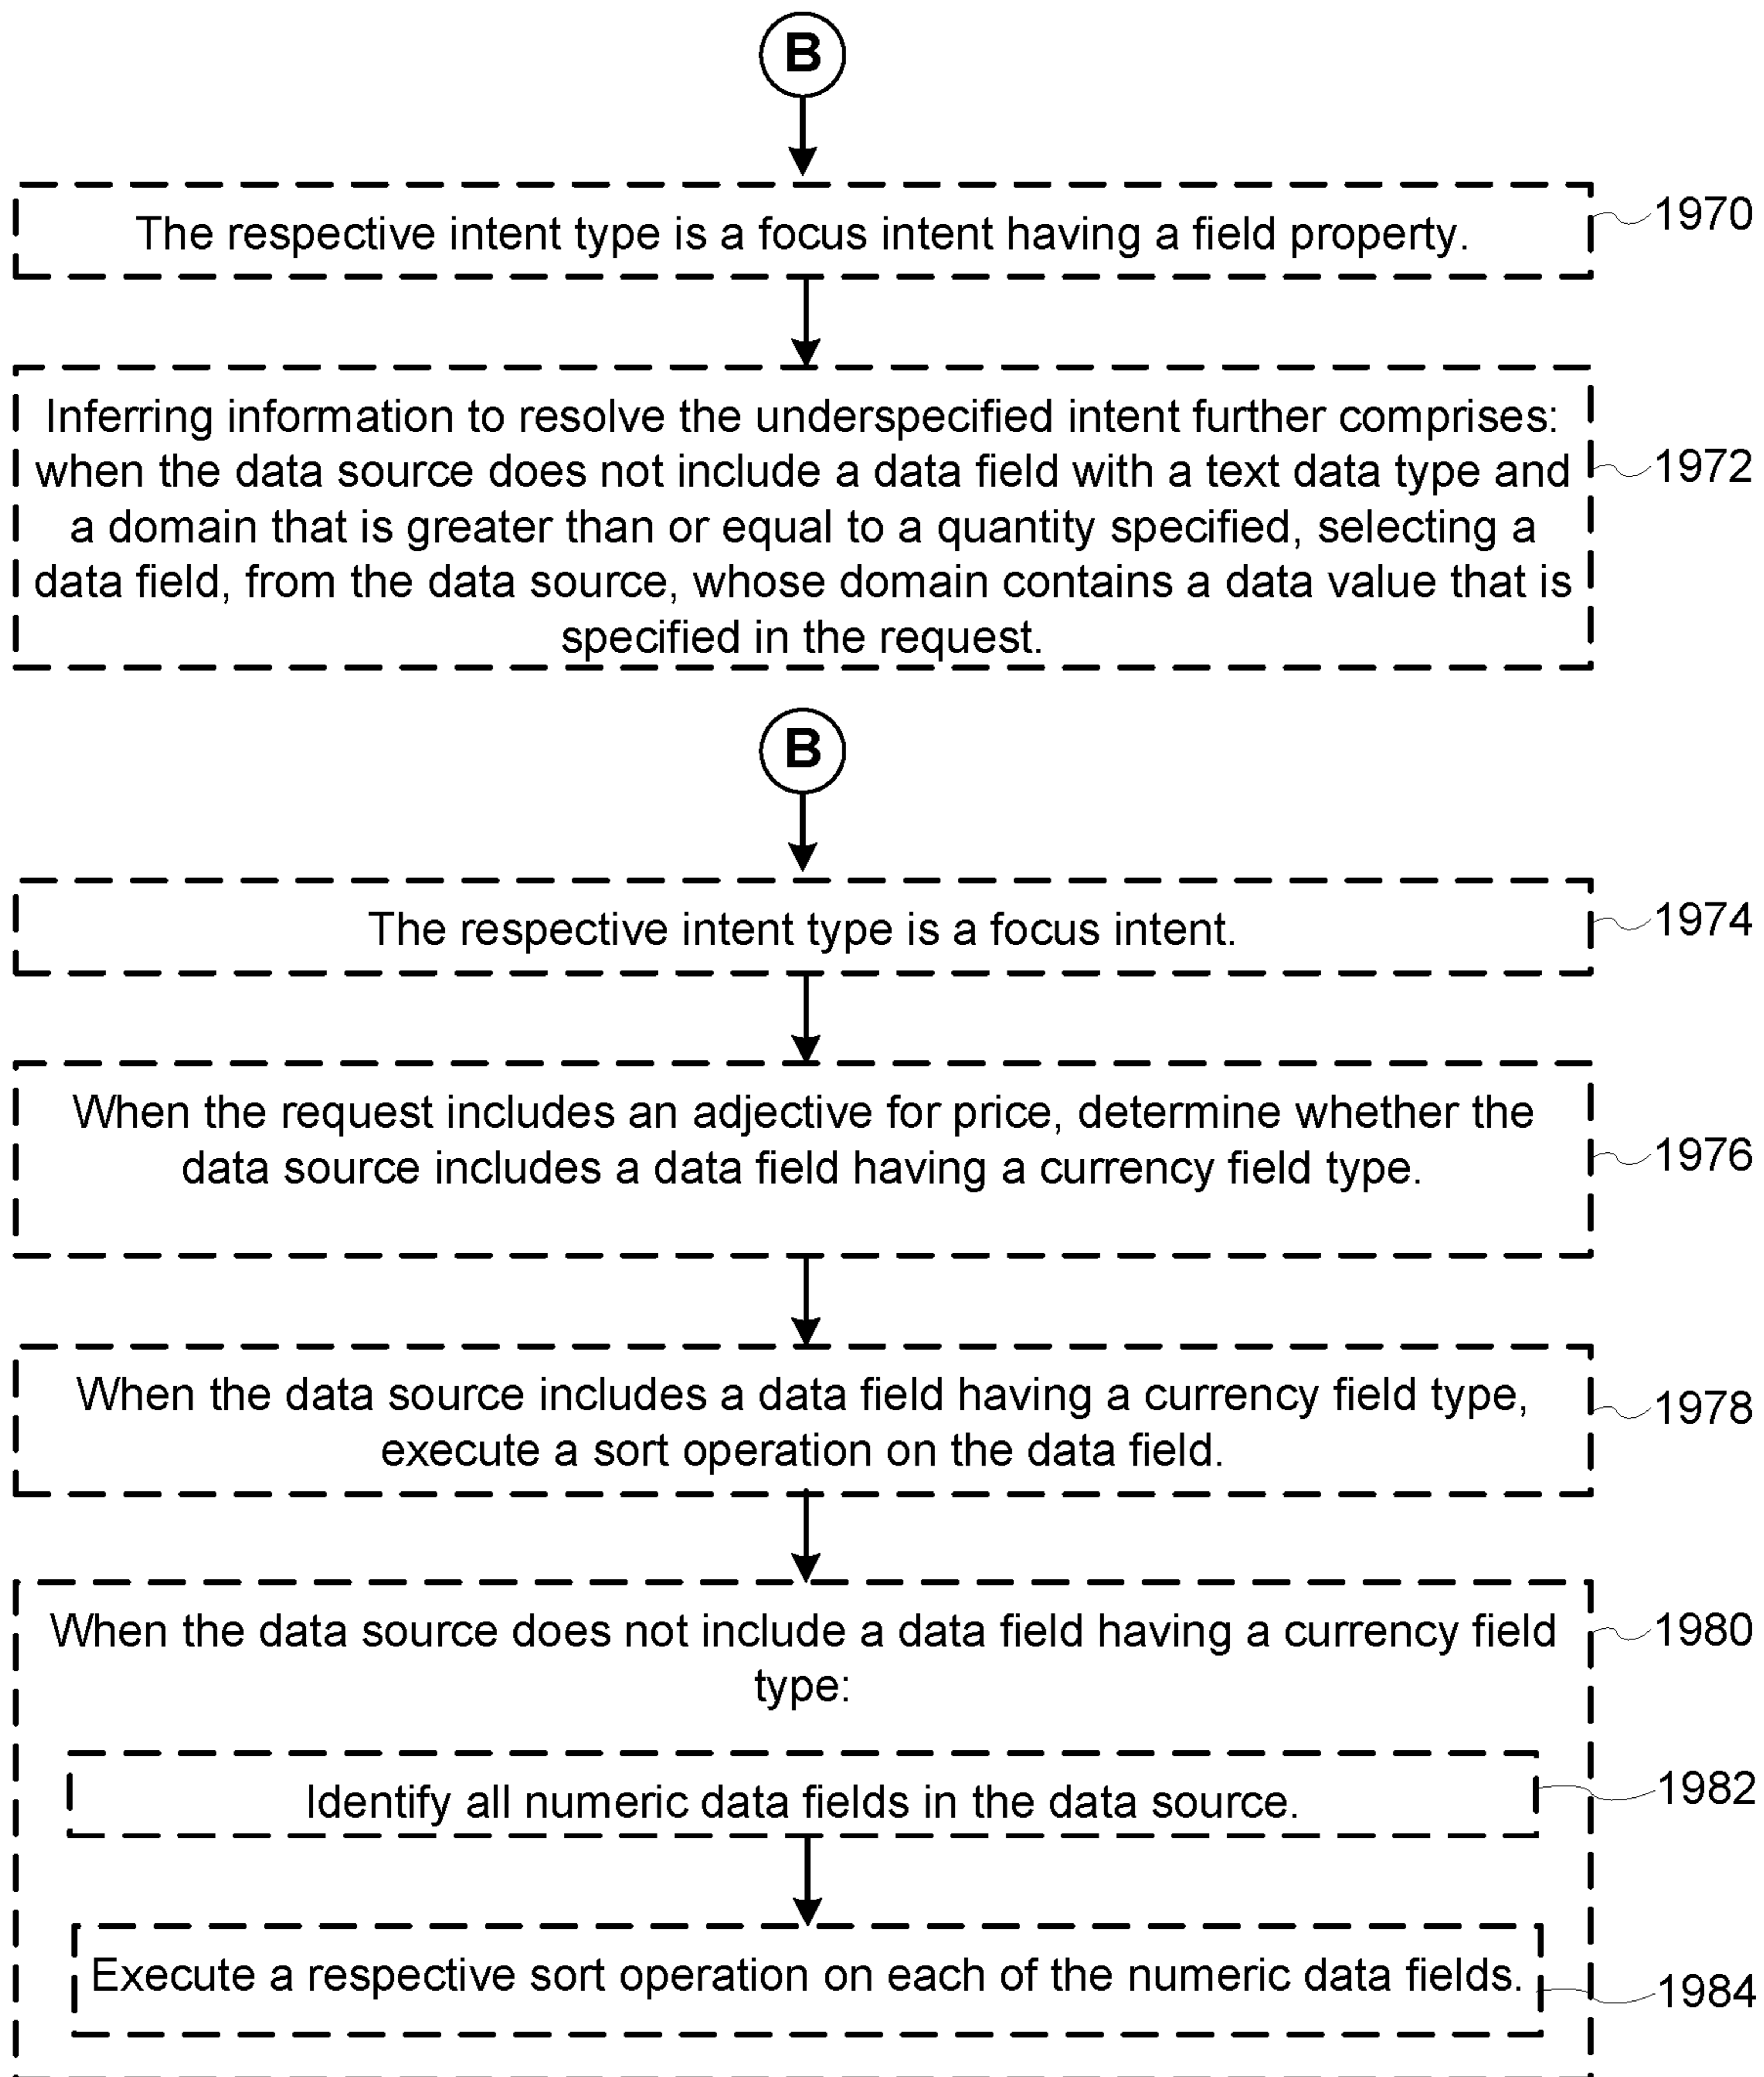 B
The respective intent type is a focus intent having a field property.
1970
Inferring information to resolve the underspecified intent further comprises:
when the data source does not include a data field with a text data type and
a domain that is greater than or equal to a quantity specified, selecting a
data field, from the data source, whose domain contains a data value that is
specified in the request.
1972
B
The respective intent type is a focus intent.
1974
When the request includes an adjective for price, determine whether the
data source includes a data field having a currency field type.
1976
When the data source includes a data field having a currency field type,
execute a sort operation on the data field.
1978
When the data source does not include a data field having a currency field
type:
1980
Identify all numeric data fields in the data source.
1982
Execute a respective sort operation on each of the numeric data fields.
1984